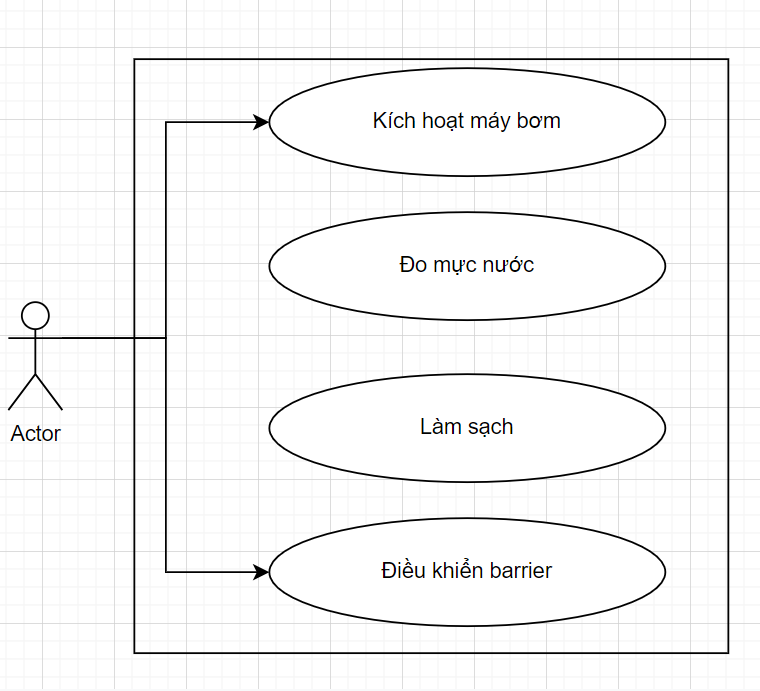 Kích hoạt máy bơm
Đo mực nước
Actor
Làm sạch
Điều khiển barrier